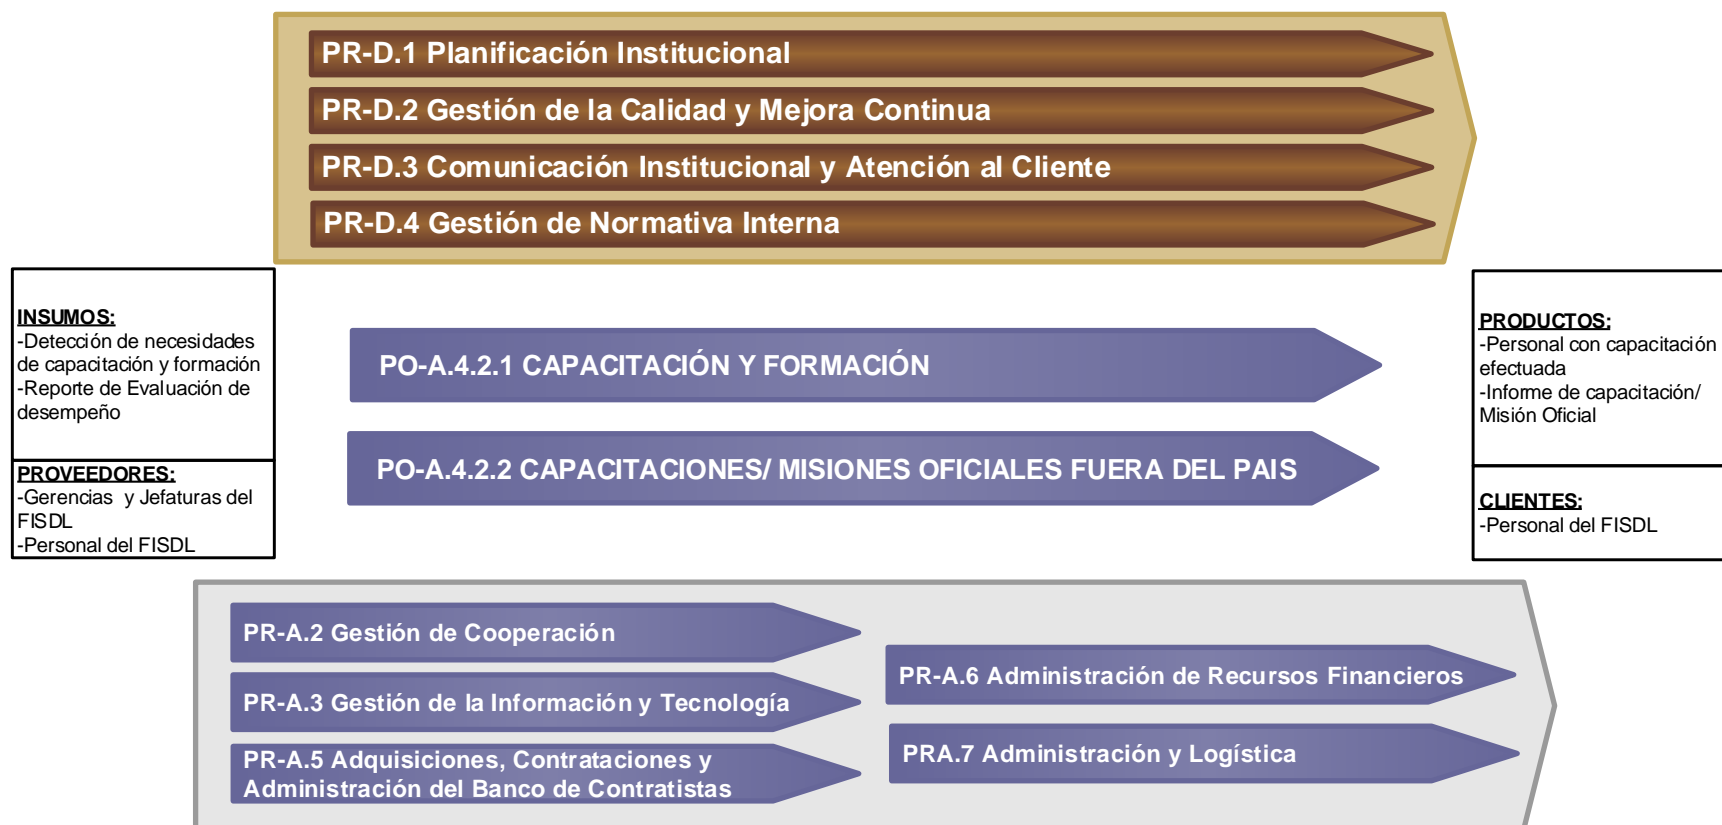 PR-D.1 Planificación Institucional
PR-D.2 Gestión de la Calidad y Mejora Continua
PR-D.3 Comunicación Institucional y Atención al Cliente
PR-D.4 Gestión de Normativa Interna
INSUMOS:
-Detección de necesidades
de capacitación y formación
-Reporte de Evaluación de
desempeño
PROVEEDORES:
-Gerencias y Jefaturas del
FISDL
-Personal del FISDL
PO-A.4.2.1 CAPACITACIÓN Y FORMACIÓN
PO-A.4.2.2 CAPACITACIONES/ MISIONES OFICIALES FUERA DEL PAIS
PRODUCTOS:
-Personal con capacitación
efectuada
-Informe de capacitación/
Misión Oficial
CLIENTES:
-Personal del FISDL
PR-A.2 Gestión de Cooperación
PR-A.3 Gestión de la Información y Tecnología
PR-A.5 Adquisiciones, Contrataciones y
Administración del Banco de Contratistas
PR-A.6 Administración de Recursos Financieros
PRA.7 Administración y Logística